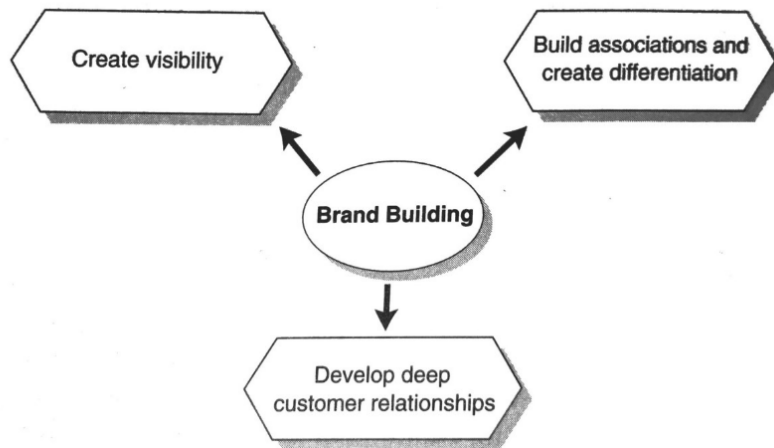 Create visibility
Build associations and
create differentiation
Brand Building
Develop deep
customer relationships